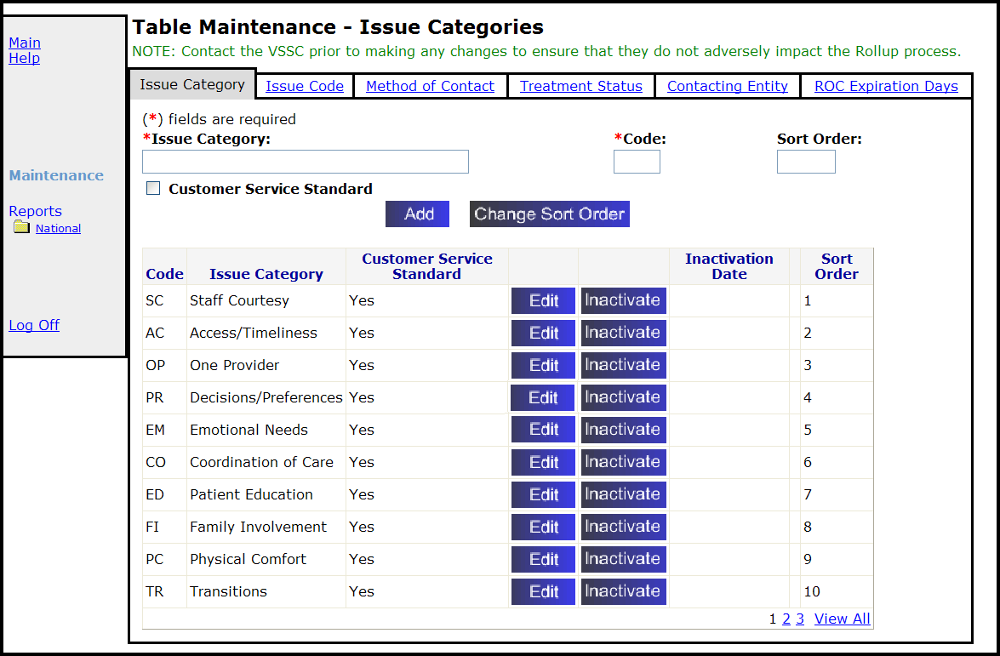 Main
Help
Maintenance
Reports
National
Log Off
Table Maintenance - Issue Categories
NOTE: Contact the VSSC prior to making any changes to ensure that they do not adversely impact the Rollup process.
Issue Category Issue Code Method of Contact Treatment Status Contacting Entity ROC Expiration Days
(*) fields are required
*Issue Category: *Code: Sort Order:
Customer Service Standard
Add Change Sort Order
Code Issue Category Customer Service Standard Inactivation Date Sort Order
SC Staff Courtesy Yes Edit Inactivate 1
AC Access/Timeliness Yes Edit Inactivate 2
OP One Provider Yes Edit Inactivate 3
PR Decisions/Preferences Yes Edit Inactivate 4
EM Emotional Needs Yes Edit Inactivate 5
CO Coordination of Care Yes Edit Inactivate 6
ED Patient Education Yes Edit Inactivate 7
FI Family Involvement Yes Edit Inactivate 8
PC Physical Comfort Yes Edit Inactivate 9
TR Transitions Yes Edit Inactivate 10
1 2 3 View All